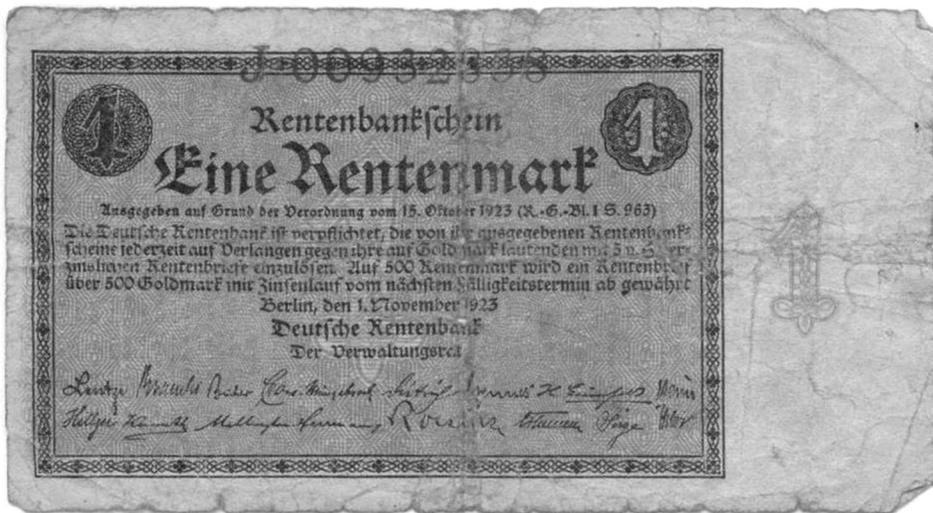 J·00932938
1 1
Rentenbankschein
Eine Rentenmark
Ausgegeben auf Grund der Verordnung vom 15. Oktober 1923 (R.-G.-Bl. I S. 963)
Die Deutsche Rentenbank ist verpflichtet, die von ihr ausgegebenen Rentenbank-
scheine jederzeit auf Verlangen gegen ihre auf Goldmark lautenden mit 5 v. H. ver-
zinslichen Rentenbriefe einzulösen. Auf 500 Rentenmark wird ein Rentenbrief
über 500 Goldmark mit Zinsenlauf vom nächsten Fälligkeitstermin ab gewährt
Berlin, den 1. November 1923
Deutsche Rentenbank
Der Verwaltungsrat
1